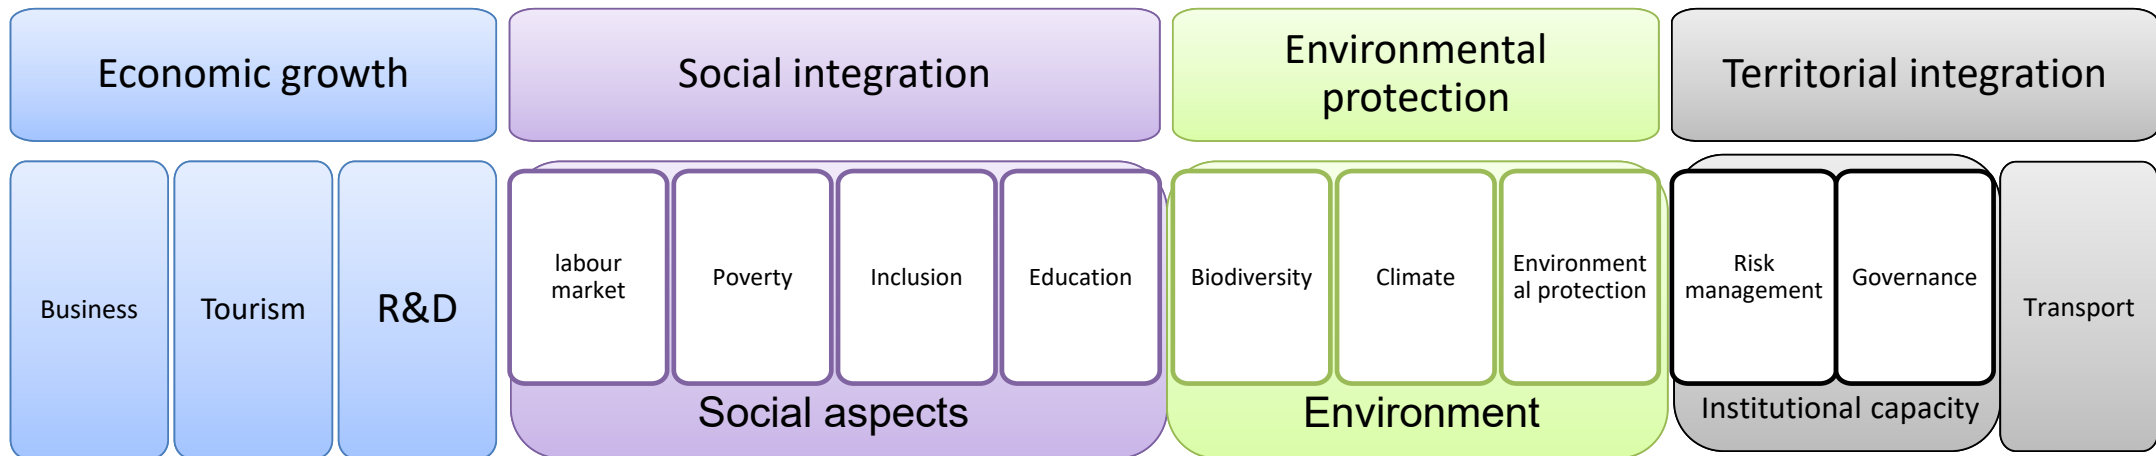 Economic growth
Social integration
Environmental
protection
Territorial integration
Business
Tourism
R&D
labour
market
Poverty
Inclusion
Education
Social aspects
Biodiversity
Climate
Environment
al protection
Environment
Risk
management
Governance
Institutional capacity
Transport